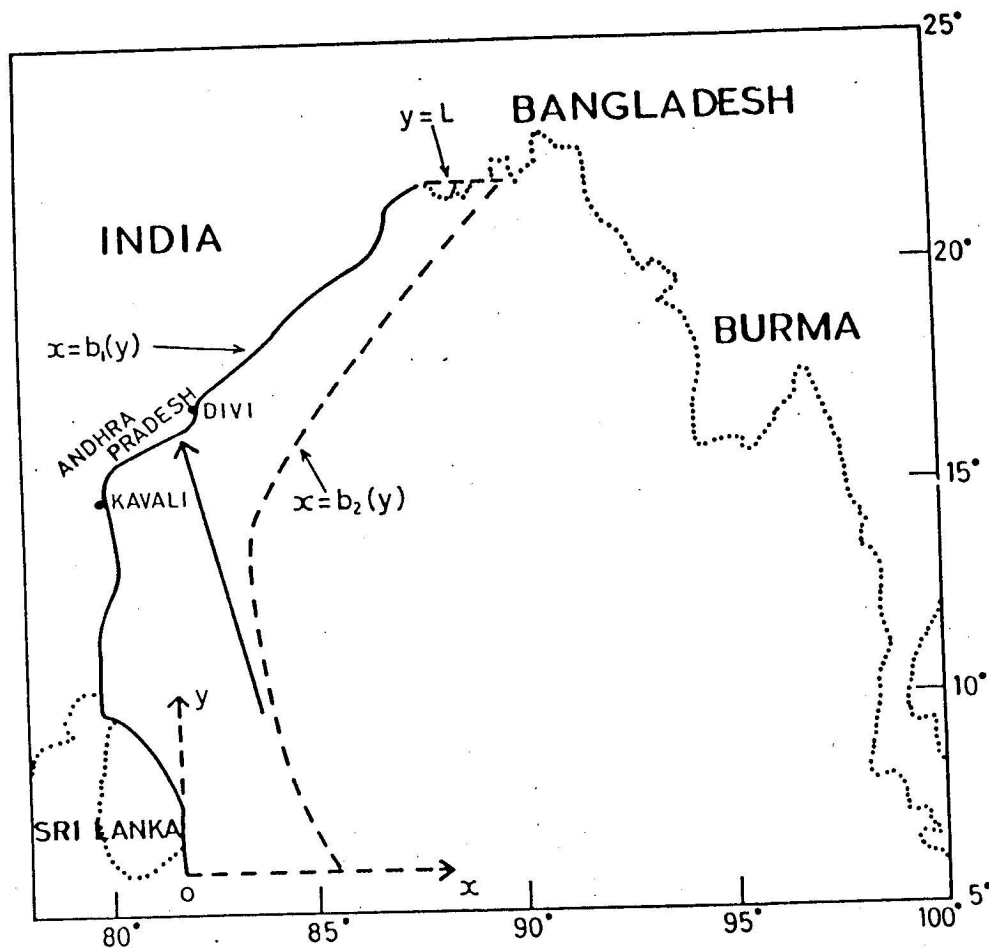 25°
y=L
BANGLADESH
INDIA
20°
x=b₁(y)
BURMA
ANDHRA
PRADESH
DIVI
15°
x=b₂(y)
KAVALI
y
10°
SRI LANKA
o
x
5°
80°
85°
90°
95°
100°